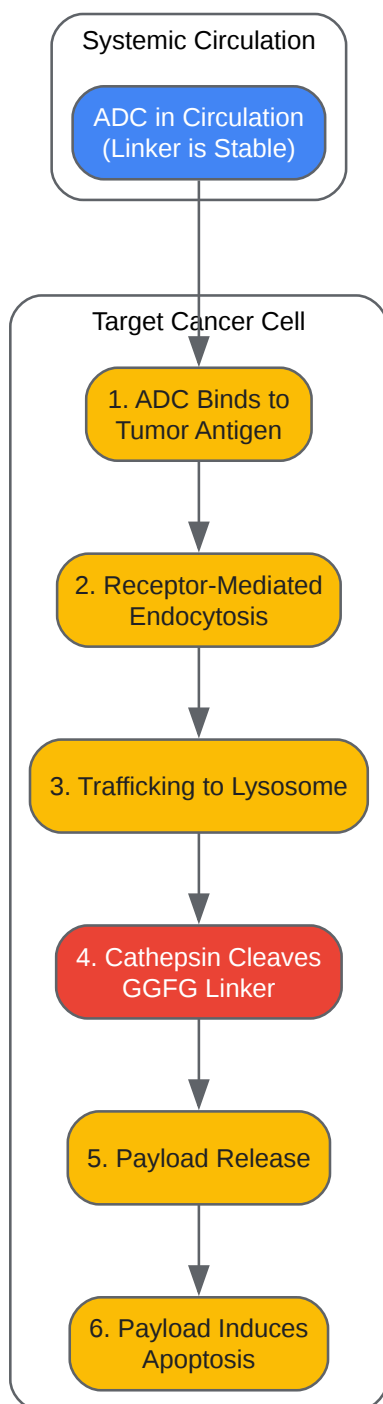 Systemic Circulation
ADC in Circulation
(Linker is Stable)
Target Cancer Cell
1. ADC Binds to
Tumor Antigen
2. Receptor-Mediated
Endocytosis
3. Trafficking to Lysosome
4. Cathepsin Cleaves
GGFG Linker
5. Payload Release
6. Payload Induces
Apoptosis